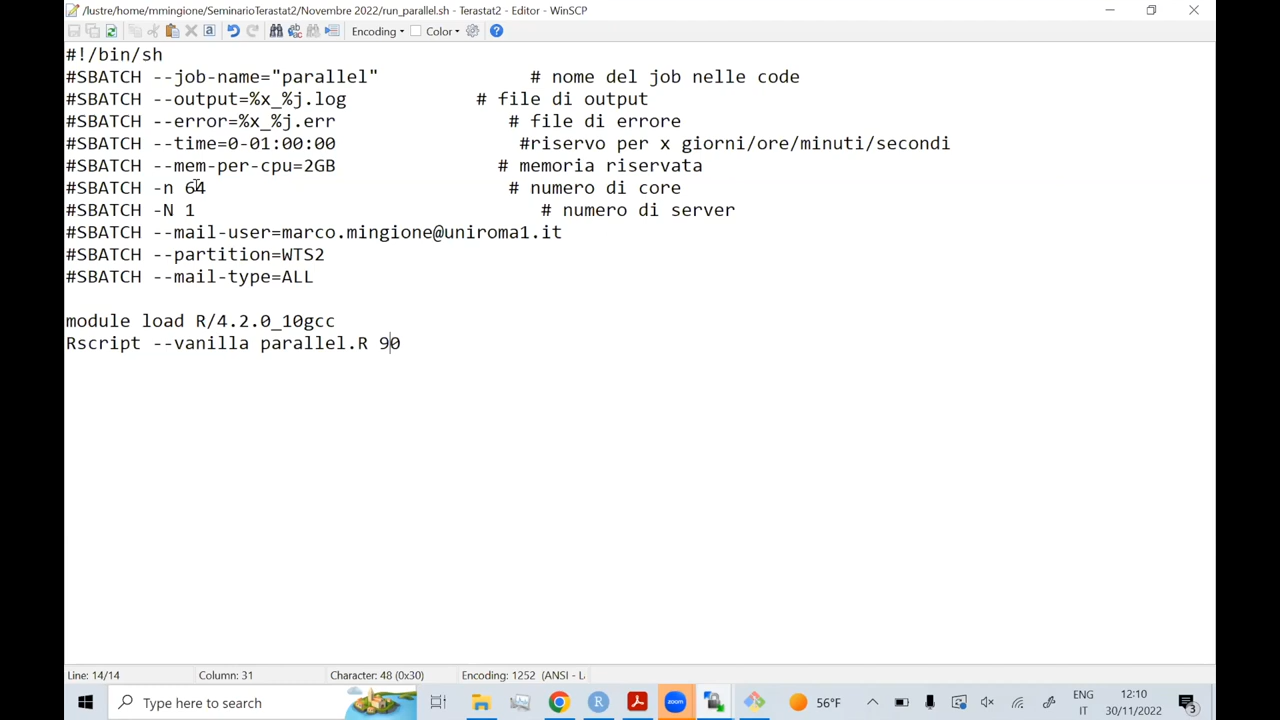 /lustre/home/mmingione/SeminarioTerastat2/Novembre 2022/run_parallel.sh - Terastat2 - Editor - WinSCP
Encoding Color
#!/bin/sh
#SBATCH --job-name="parallel" # nome del job nelle code
#SBATCH --output=%x_%j.log # file di output
#SBATCH --error=%x_%j.err # file di errore
#SBATCH --time=0-01:00:00 #riservo per x giorni/ore/minuti/secondi
#SBATCH --mem-per-cpu=2GB # memoria riservata
#SBATCH -n 64 # numero di core
#SBATCH -N 1 # numero di server
#SBATCH --mail-user=marco.mingione@uniroma1.it
#SBATCH --partition=WTS2
#SBATCH --mail-type=ALL
module load R/4.2.0_10gcc
Rscript --vanilla parallel.R 90
Line: 14/14 Column: 31 Character: 48 (0x30) Encoding: 1252 (ANSI - L
Type here to search zoom 56°F ENG IT 12:10 30/11/2022 3